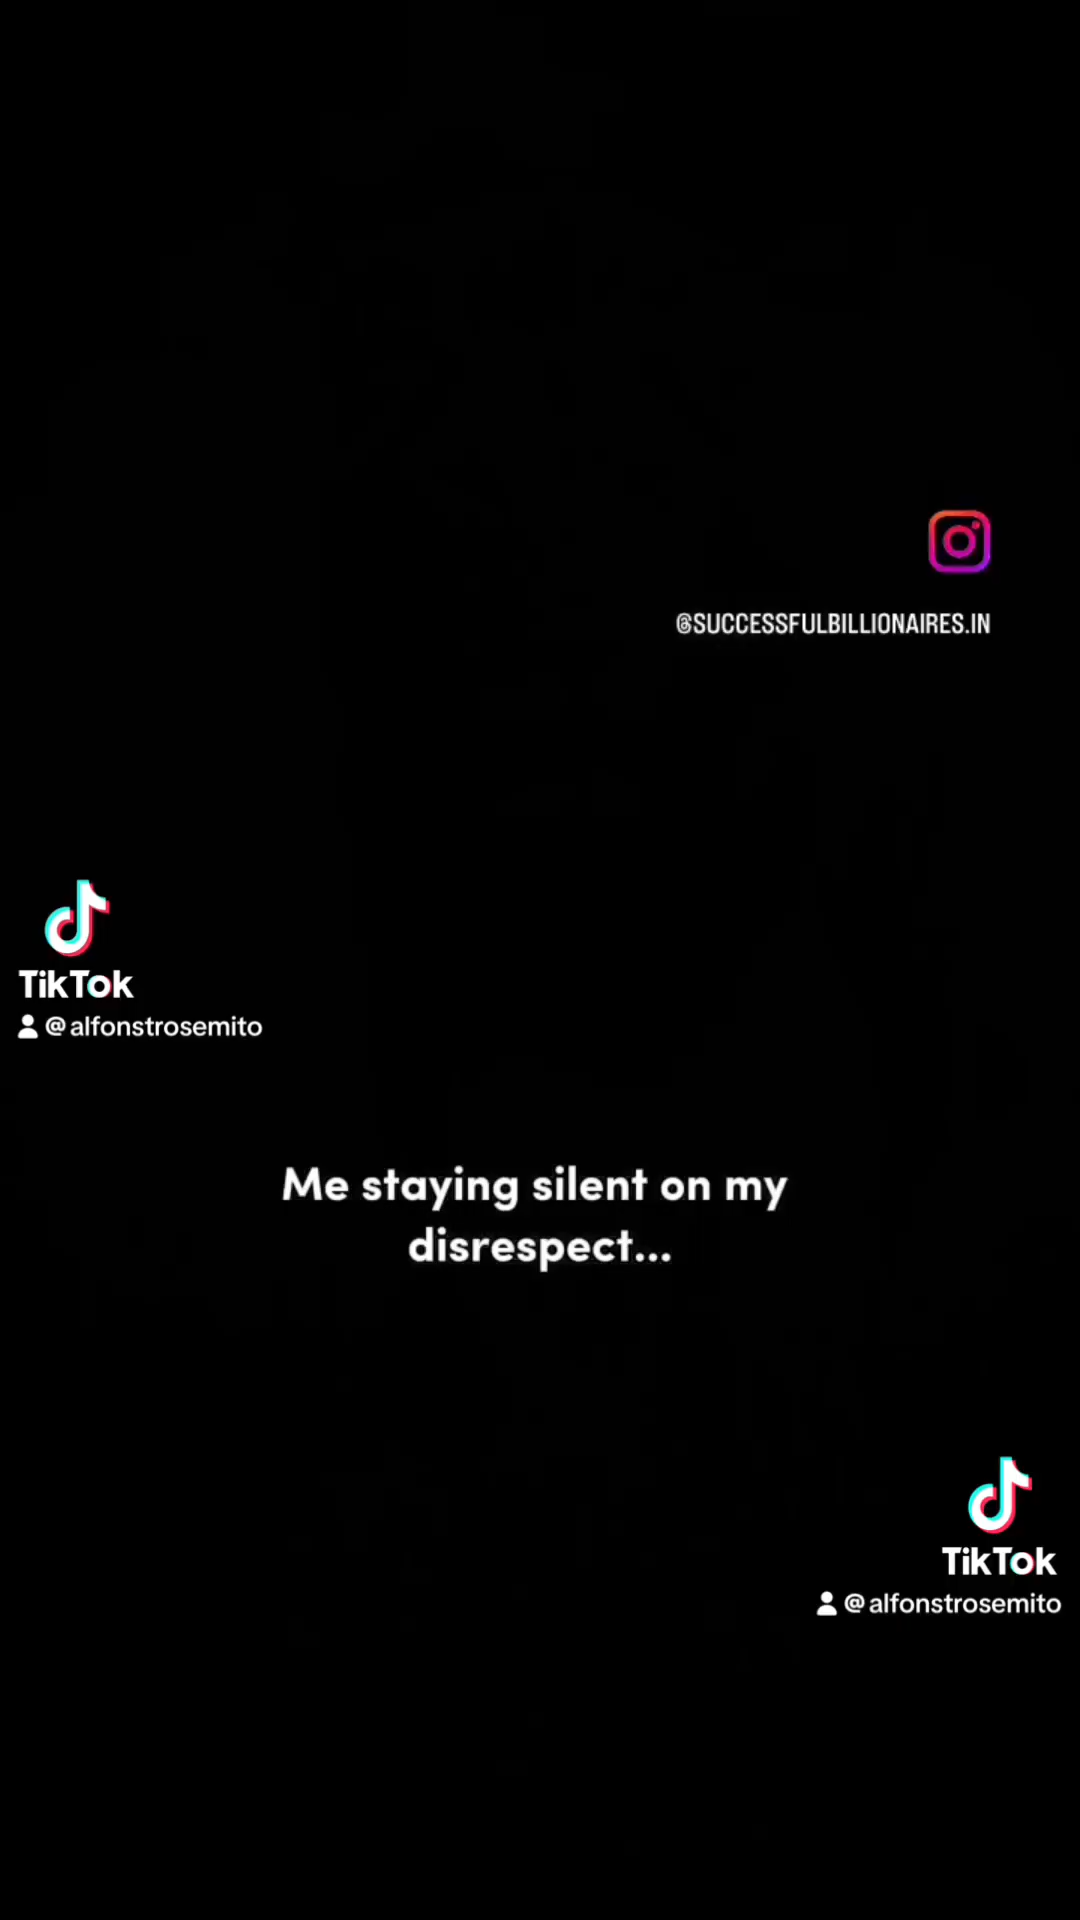 @SUCCESSFULBILLIONAIRES.IN
TikTok
@alfonstrosemito
Me staying silent on my
disrespect...
TikTok
@alfonstrosemito